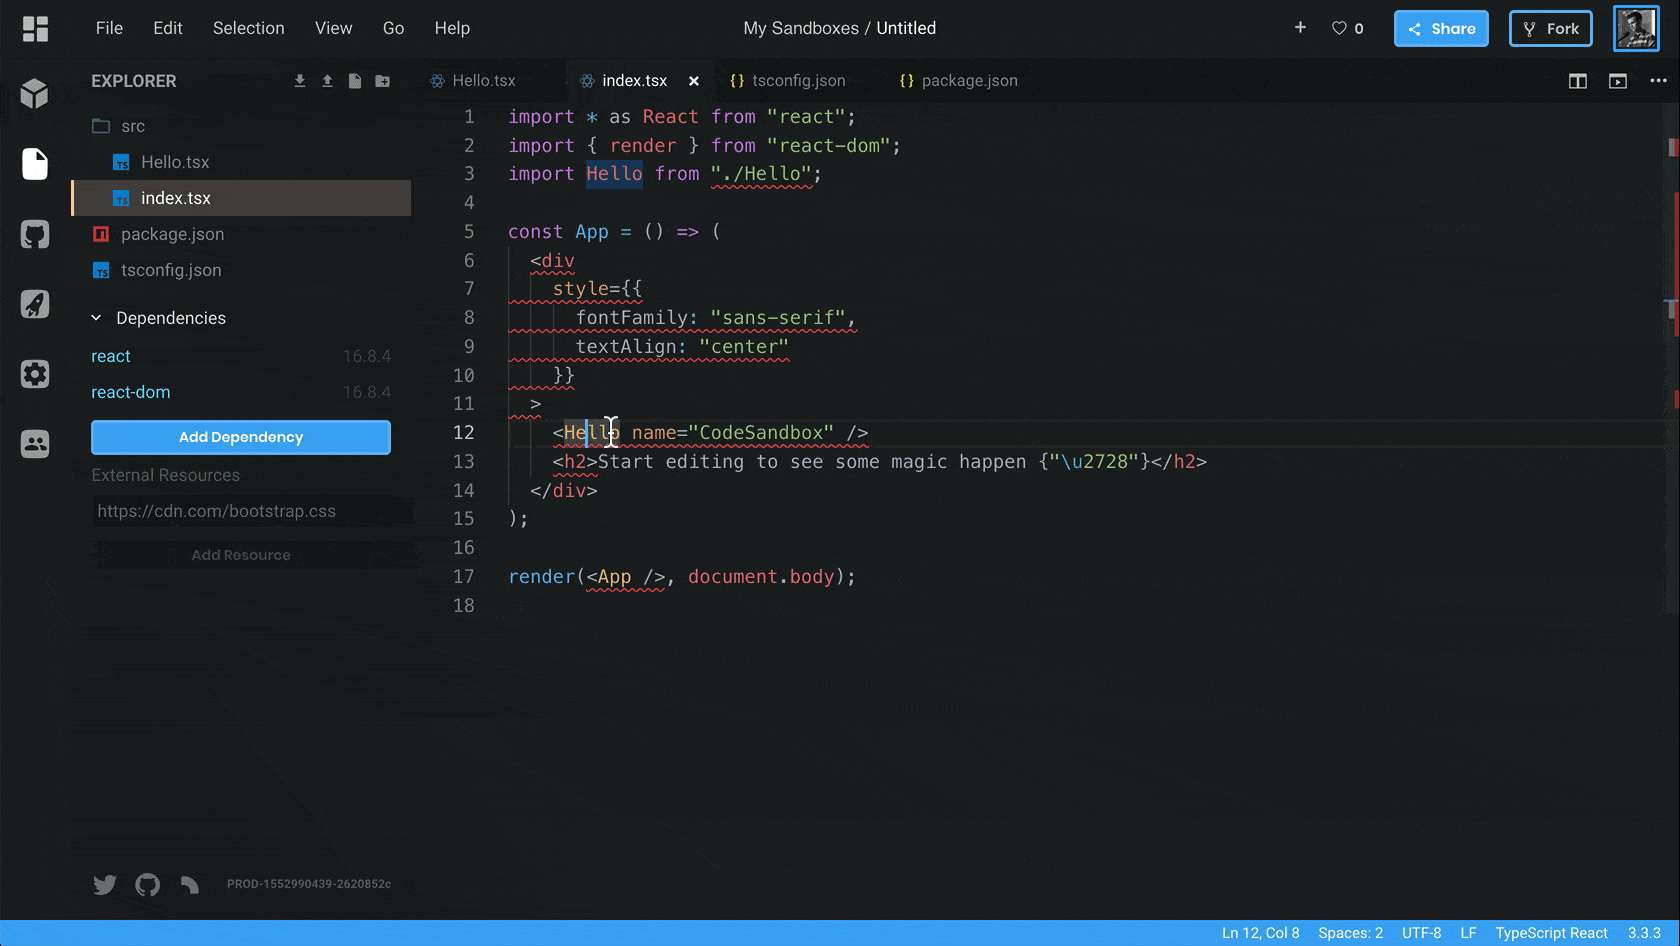 File Edit Selection View Go Help
My Sandboxes / Untitled
+ 0 Share Fork
EXPLORER
src
TS Hello.tsx
TS index.tsx
package.json
TS tsconfig.json
Dependencies
react 16.8.4
react-dom 16.8.4
Add Dependency
External Resources
https://cdn.com/bootstrap.css
Add Resource
PROD-1552990439-2620852c
Hello.tsx index.tsx × {} tsconfig.json {} package.json
1 import * as React from "react";
2 import { render } from "react-dom";
3 import Hello from "./Hello";
4
5 const App = () => (
6 <div
7 style={{
8 fontFamily: "sans-serif",
9 textAlign: "center"
10 }}
11 >
12 <Hello name="CodeSandbox" />
13 <h2>Start editing to see some magic happen {"\u2728"}</h2>
14 </div>
15 );
16
17 render(<App />, document.body);
18
Ln 12, Col 8 Spaces: 2 UTF-8 LF TypeScript React 3.3.3